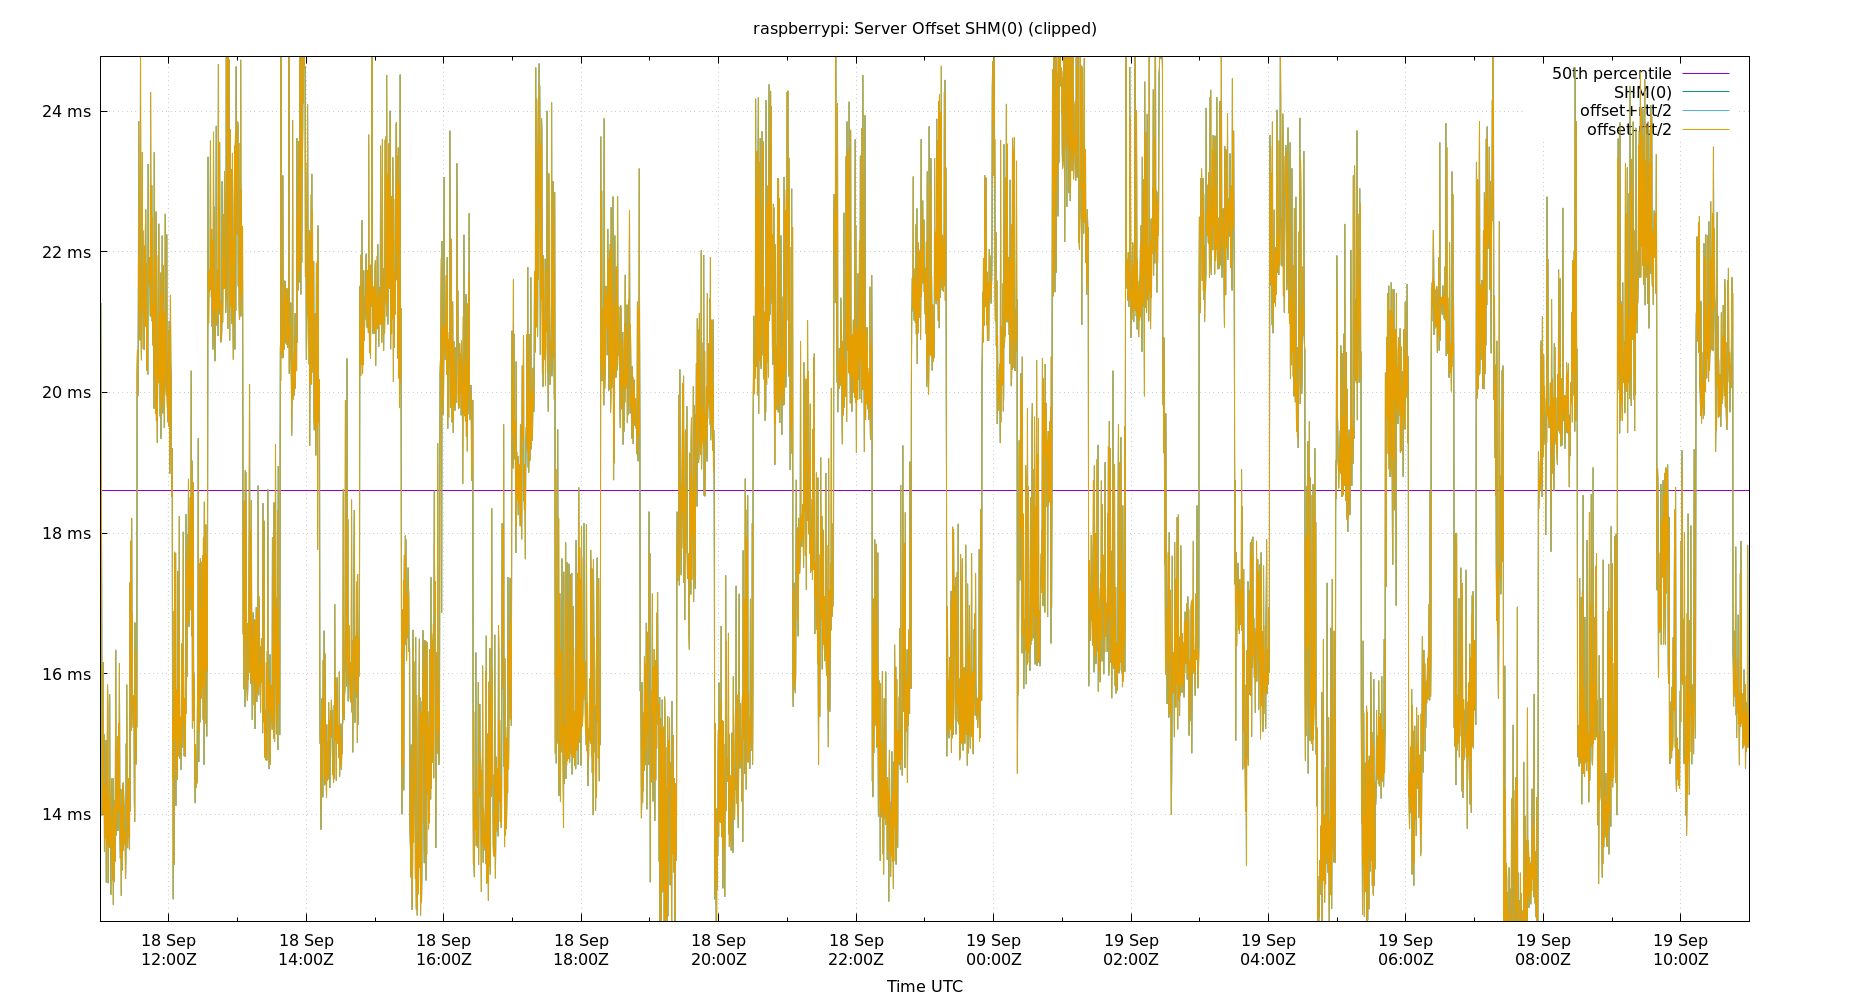 raspberrypi: Server Offset SHM(0) (clipped)
50th percentile
SHM(0)
offset+rtt/2
offset-rtt/2
24 ms
22 ms
20 ms
18 ms
16 ms
14 ms
18 Sep 18 Sep 18 Sep 18 Sep 18 Sep 18 Sep 19 Sep 19 Sep 19 Sep 19 Sep 19 Sep 19 Sep
12:00Z 14:00Z 16:00Z 18:00Z 20:00Z 22:00Z 00:00Z 02:00Z 04:00Z 06:00Z 08:00Z 10:00Z
Time UTC